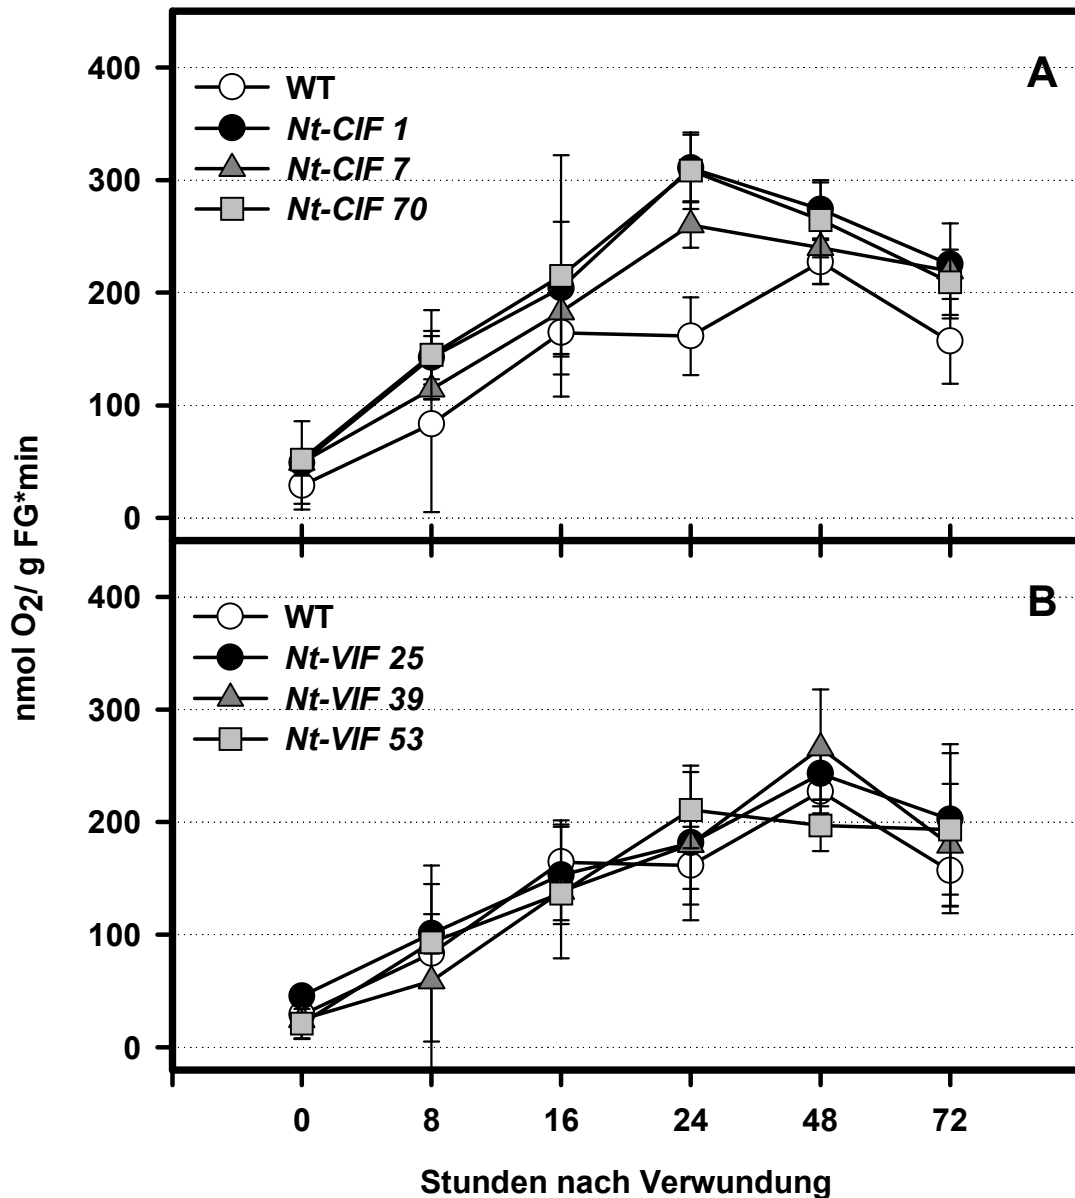 nmol O2/ g FG*min
A
400
300
200
100
0
WT
Nt-CIF 1
Nt-CIF 7
Nt-CIF 70
B
400
300
200
100
0
WT
Nt-VIF 25
Nt-VIF 39
Nt-VIF 53
0 8 16 24 48 72
Stunden nach Verwundung